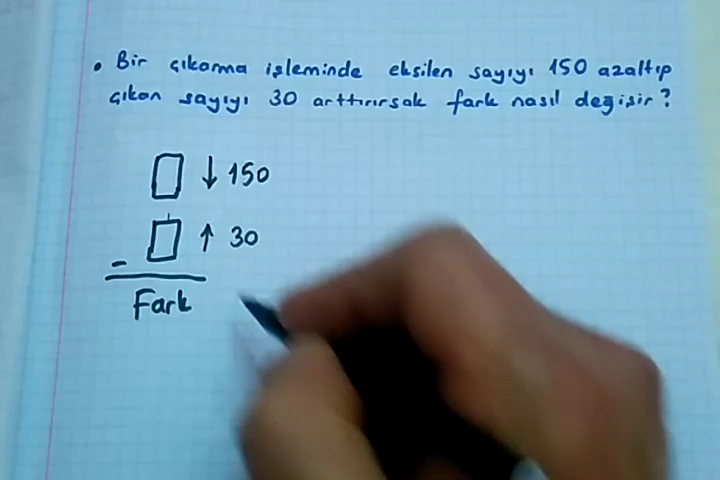 • Bir çıkarma işleminde eksilen sayıyı 150 azaltıp
çıkan sayıyı 30 arttırırsak fark nasıl değişir?
↓ 150
- ↑ 30
Fark